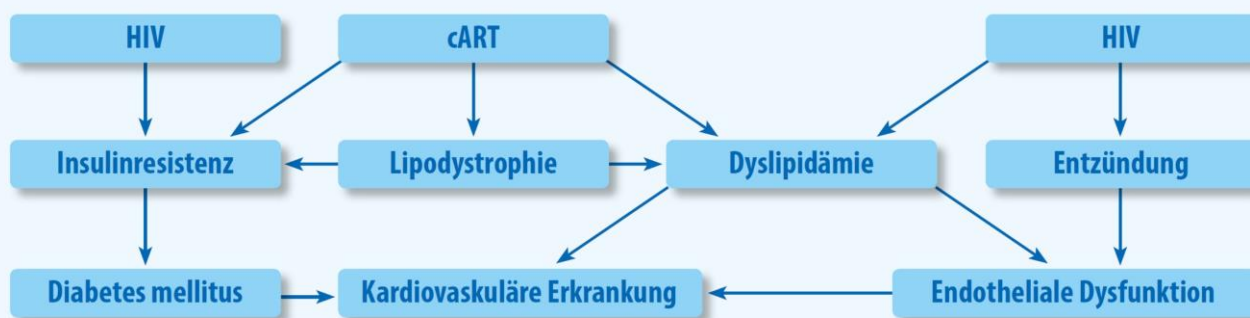 HIV
cART
HIV
Insulinresistenz
Lipodystrophie
Dyslipidämie
Entzündung
Diabetes mellitus
Kardiovaskuläre Erkrankung
Endotheliale Dysfunktion